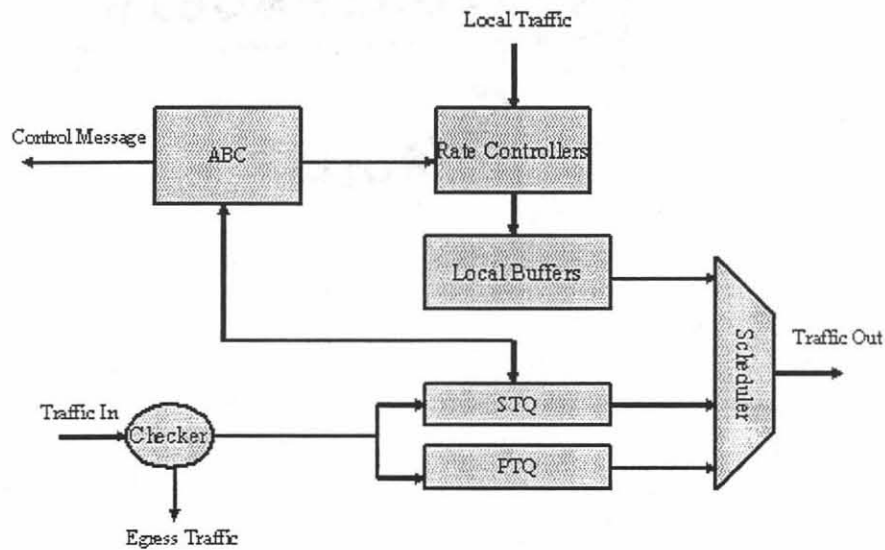 Local Traffic
Control Message
ABC
Rate Controllers
Local Buffers
Scheduler
Traffic Out
STQ
Traffic In
Checker
PTQ
Egress Traffic